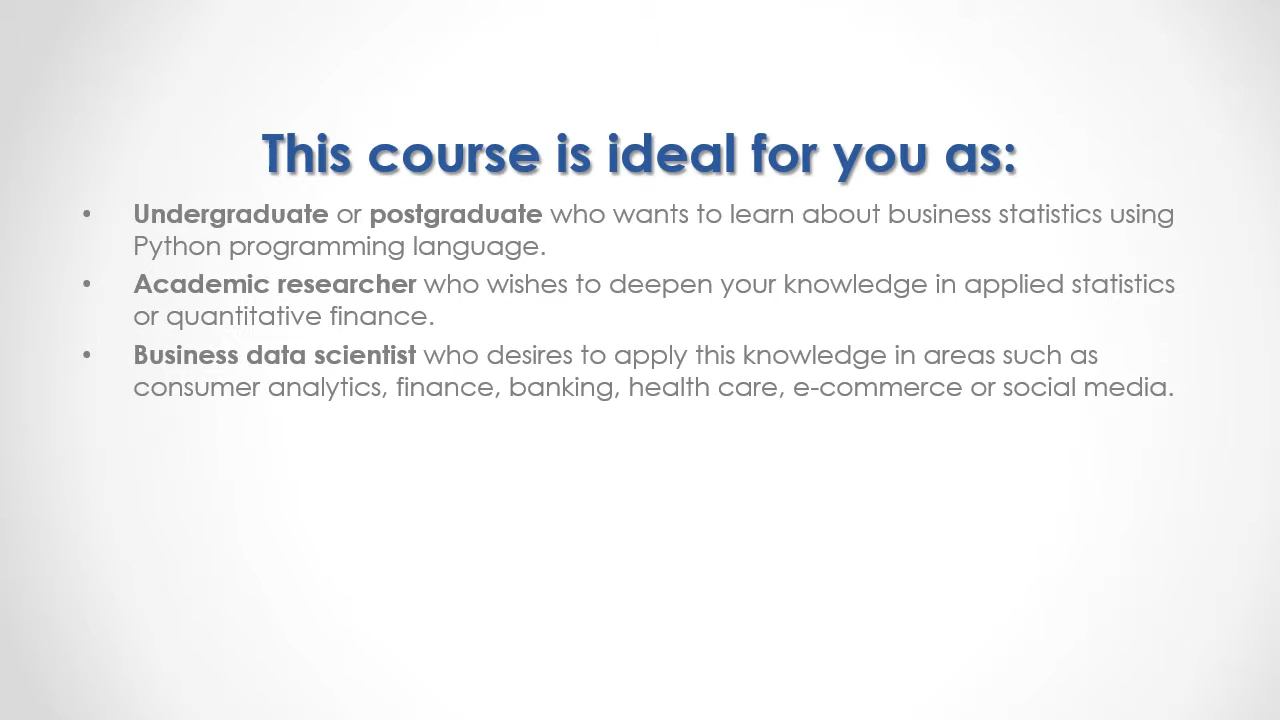 This course is ideal for you as:
• Undergraduate or postgraduate who wants to learn about business statistics using
Python programming language.
• Academic researcher who wishes to deepen your knowledge in applied statistics
or quantitative finance.
• Business data scientist who desires to apply this knowledge in areas such as
consumer analytics, finance, banking, health care, e-commerce or social media.